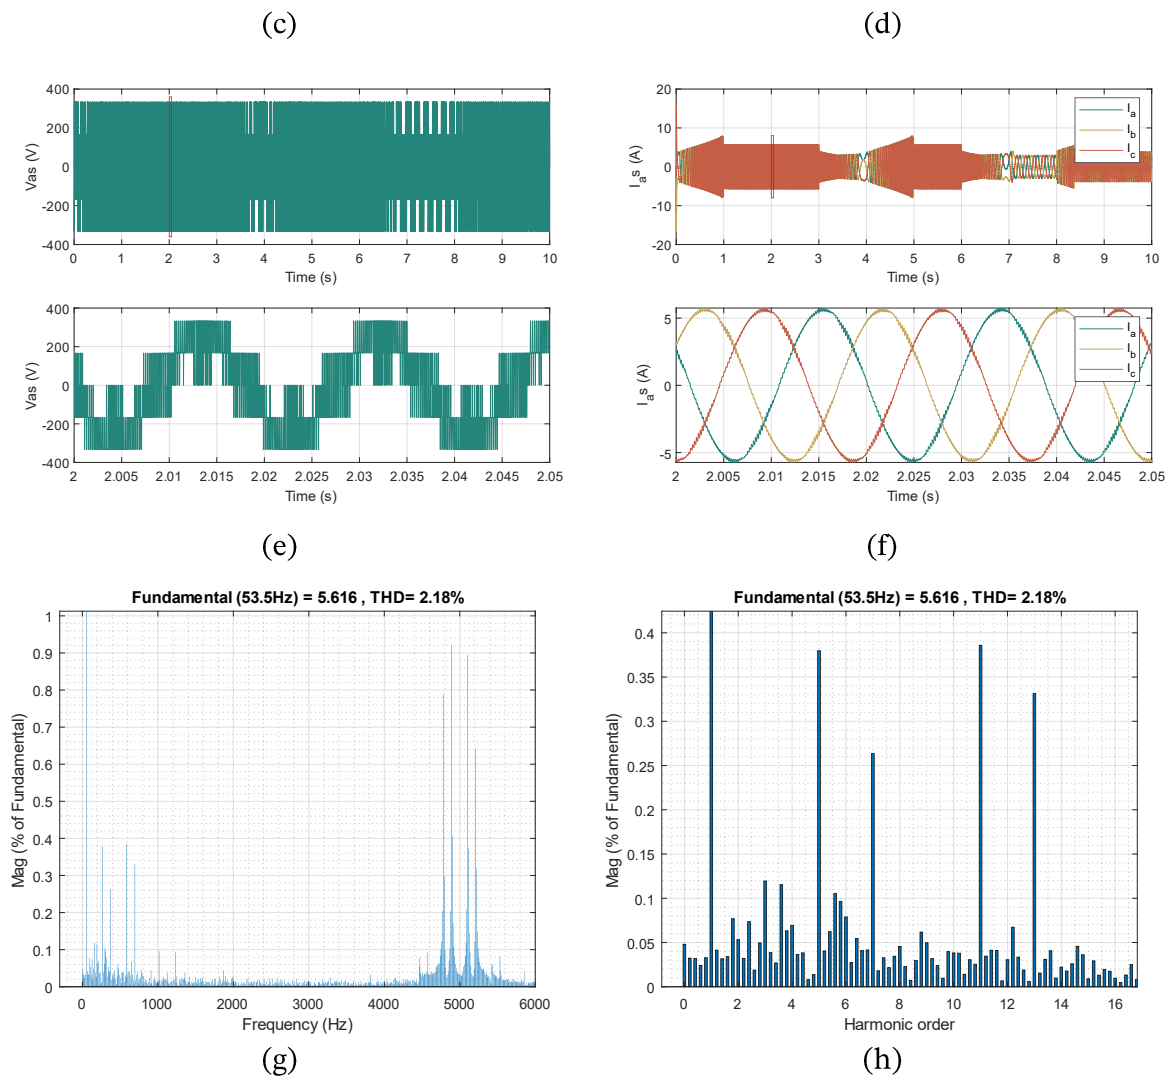 (c)
(d)
400
200
0
-200
-400
Vas (V)
0 1 2 3 4 5 6 7 8 9 10
Time (s)
20
10
0
-10
-20
I_a s (A)
I_a
I_b
I_c
0 1 2 3 4 5 6 7 8 9 10
Time (s)
400
200
0
-200
-400
Vas (V)
2 2.005 2.01 2.015 2.02 2.025 2.03 2.035 2.04 2.045 2.05
Time (s)
5
0
-5
I_a s (A)
I_a
I_b
I_c
2 2.005 2.01 2.015 2.02 2.025 2.03 2.035 2.04 2.045 2.05
Time (s)
(e)
(f)
Fundamental (53.5Hz) = 5.616 , THD= 2.18%
1
0.9
0.8
0.7
0.6
0.5
0.4
0.3
0.2
0.1
0
Mag (% of Fundamental)
0 1000 2000 3000 4000 5000 6000
Frequency (Hz)
Fundamental (53.5Hz) = 5.616 , THD= 2.18%
0.4
0.35
0.3
0.25
0.2
0.15
0.1
0.05
0
Mag (% of Fundamental)
0 2 4 6 8 10 12 14 16
Harmonic order
(g)
(h)